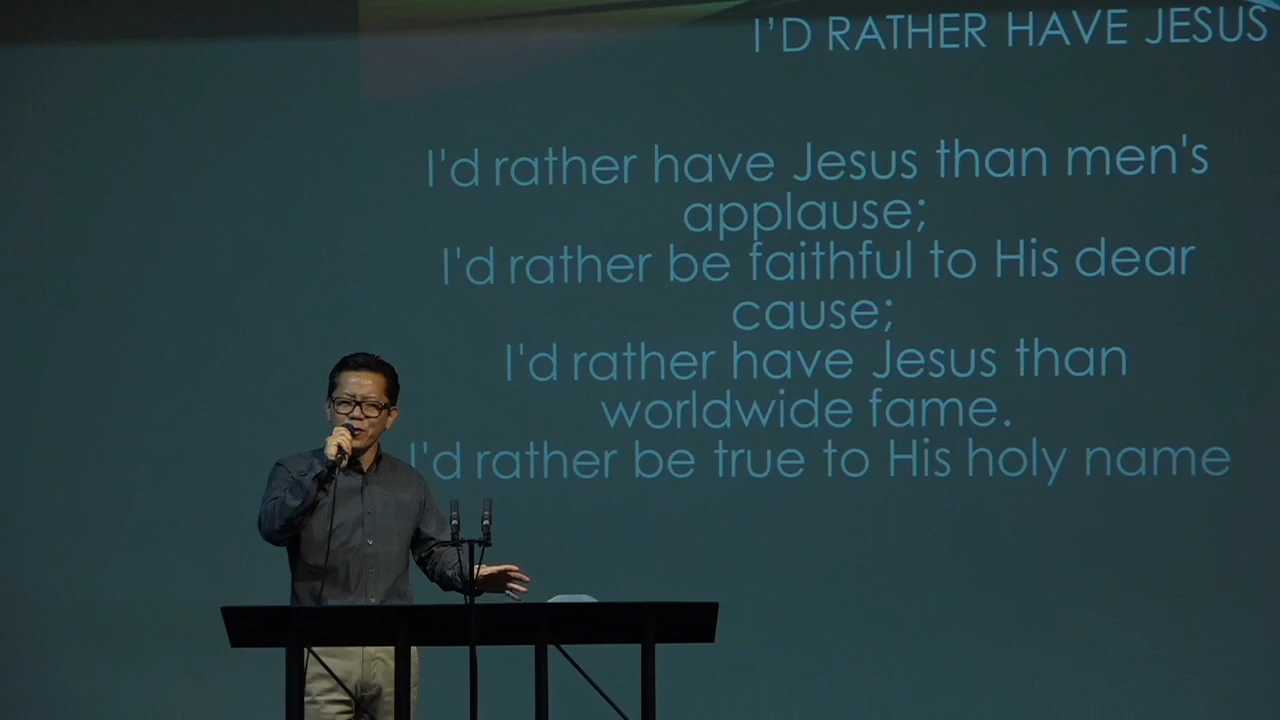 I’D RATHER HAVE JESUS
I'd rather have Jesus than men's
applause;
I'd rather be faithful to His dear
cause;
I'd rather have Jesus than
worldwide fame.
I'd rather be true to His holy name